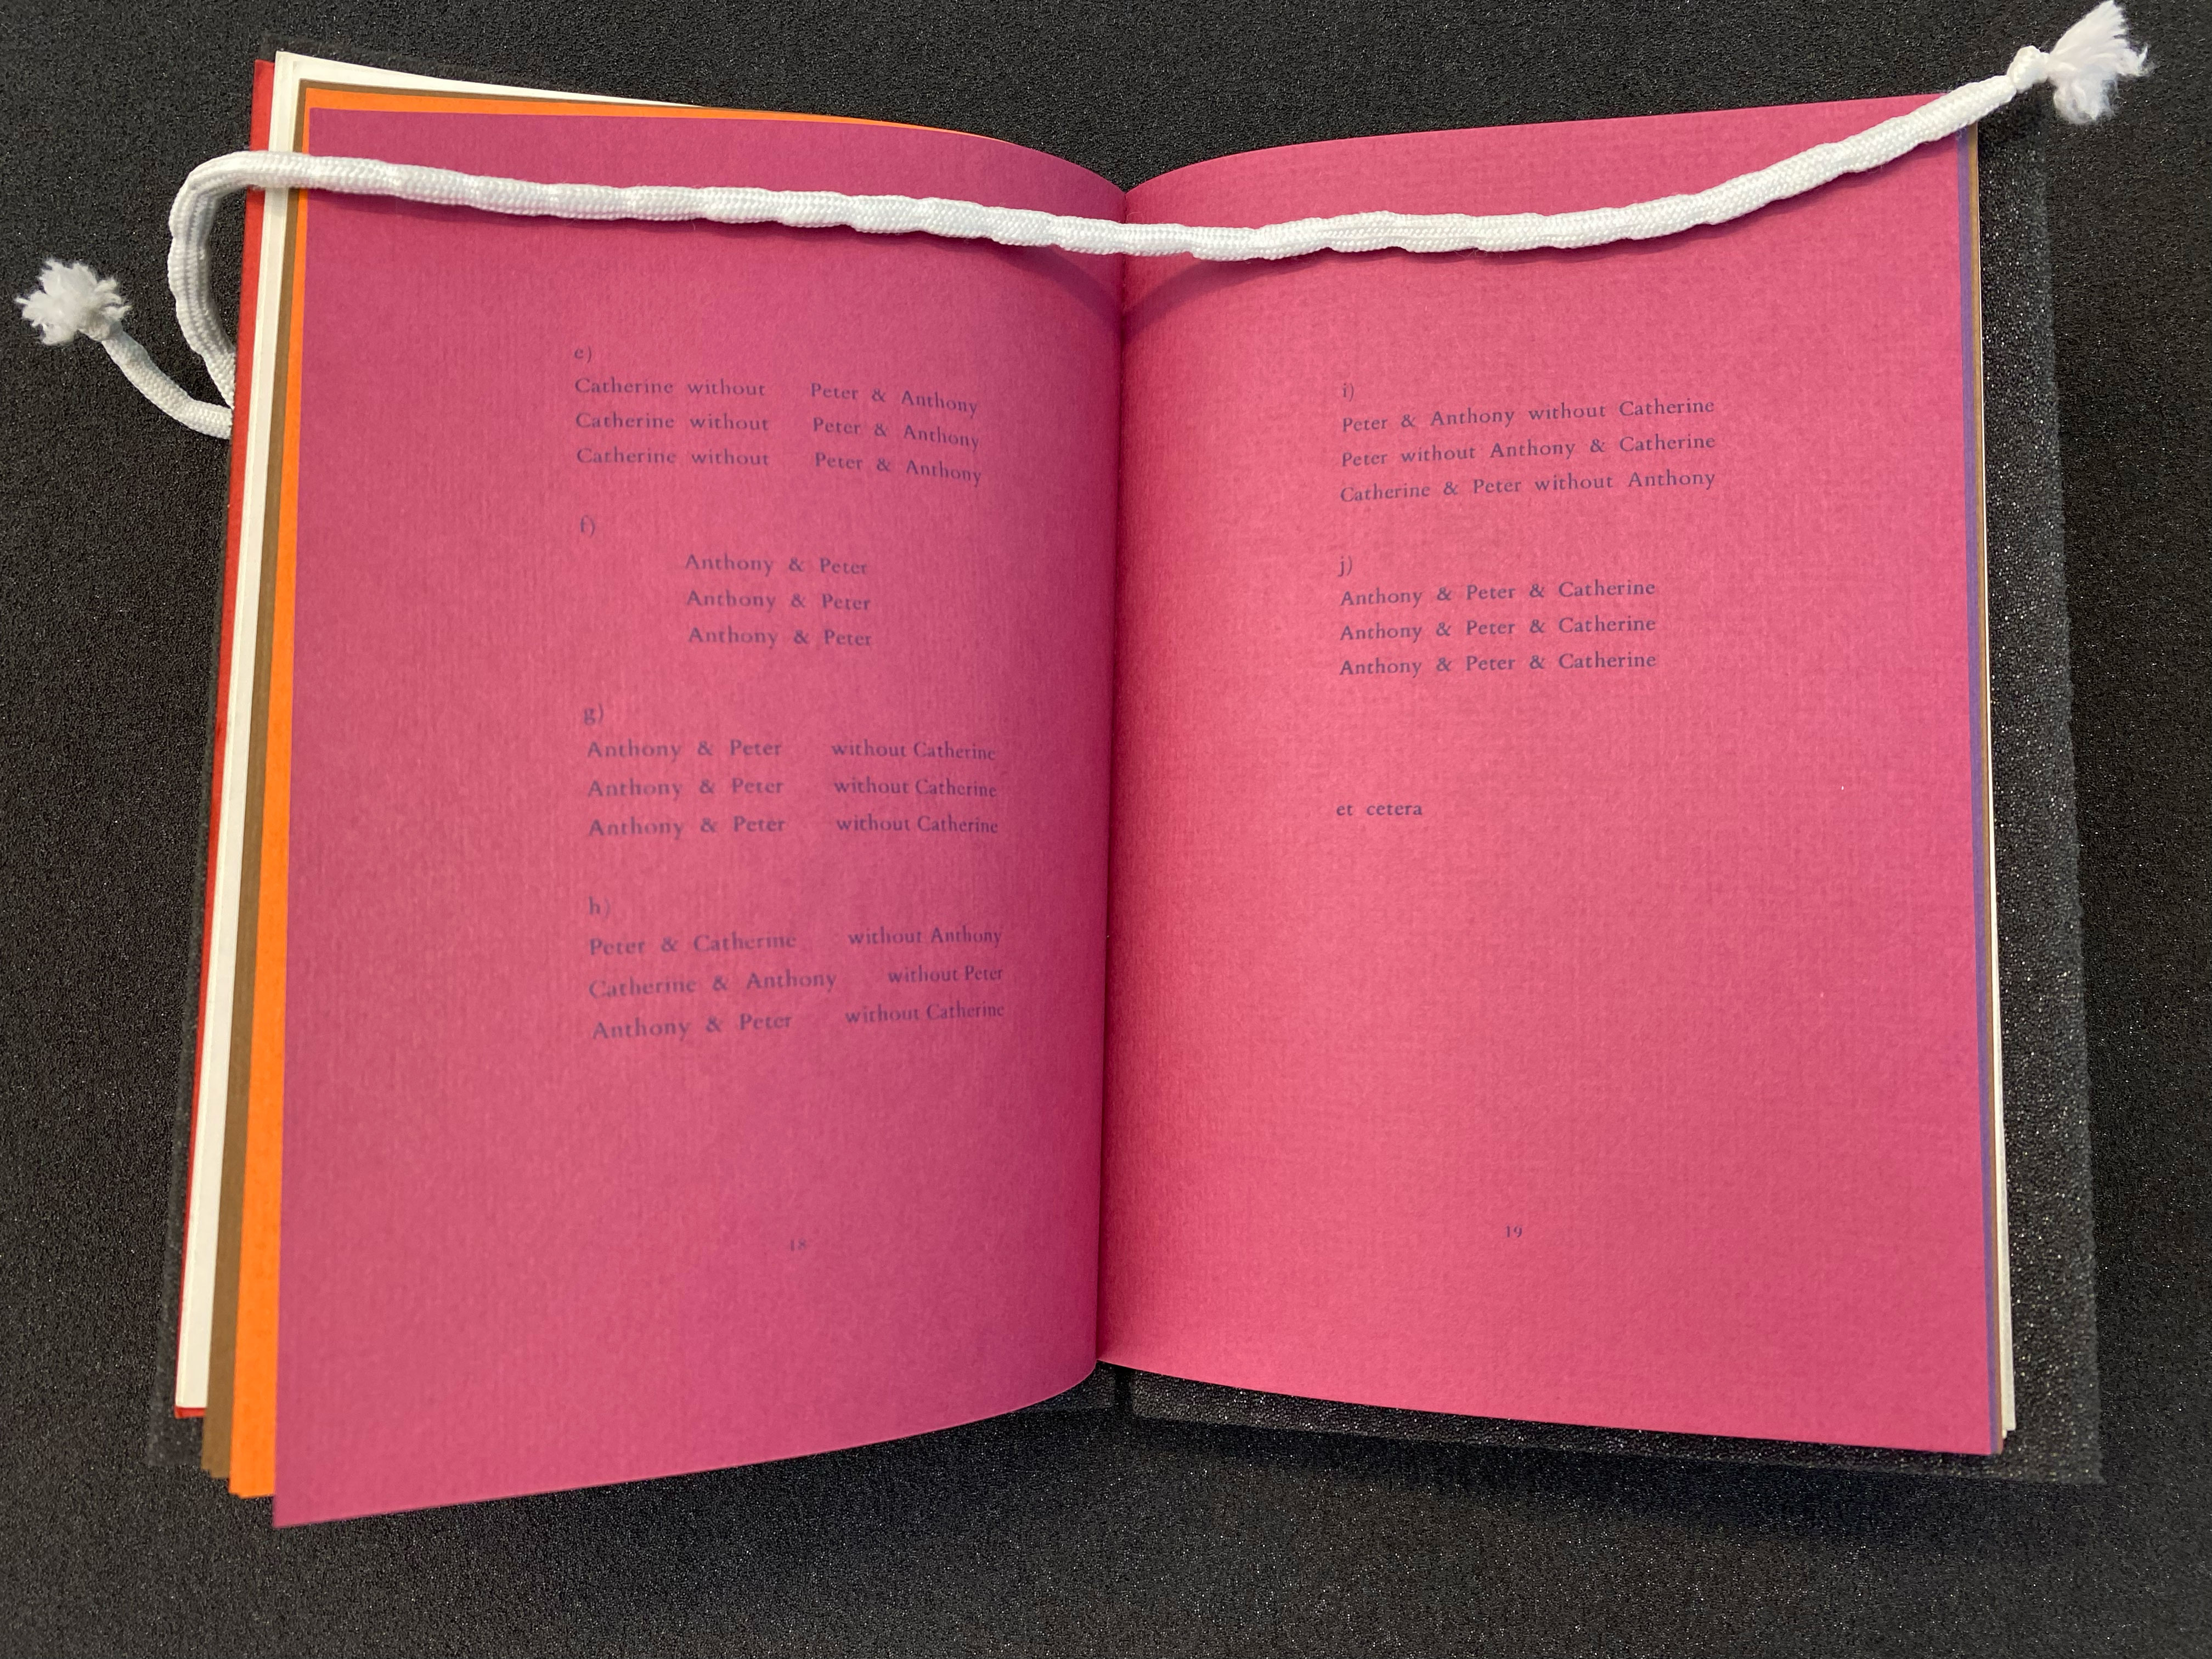 e)
Catherine without Peter & Anthony
Catherine without Peter & Anthony
Catherine without Peter & Anthony
f)
Anthony & Peter
Anthony & Peter
Anthony & Peter
g)
Anthony & Peter without Catherine
Anthony & Peter without Catherine
Anthony & Peter without Catherine
h)
Peter & Catherine without Anthony
Catherine & Anthony without Peter
Anthony & Peter without Catherine
18
i)
Peter & Anthony without Catherine
Peter without Anthony & Catherine
Catherine & Peter without Anthony
j)
Anthony & Peter & Catherine
Anthony & Peter & Catherine
Anthony & Peter & Catherine
et cetera
19